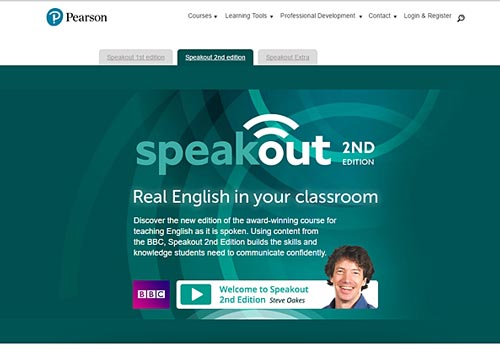 Pearson
Courses Learning Tools Professional Development Contact Login & Register
Speakout 1st edition Speakout 2nd edition Speakout Extra
speakout 2ND
EDITION
Real English in your classroom
Discover the new edition of the award-winning course for
teaching English as it is spoken. Using content from
the BBC, Speakout 2nd Edition builds the skills and
knowledge students need to communicate confidently.
BBC
Welcome to Speakout
2nd Edition Steve Oakes